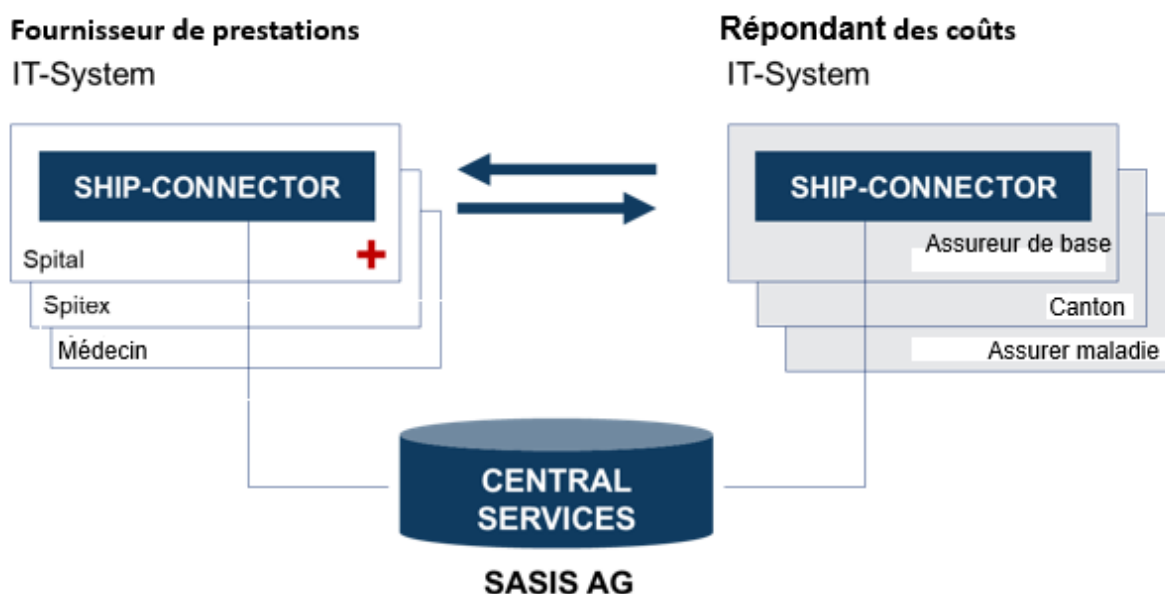 Fournisseur de prestations
IT-System
SHIP-CONNECTOR
Spital
Spitex
Médecin
Répondant des coûts
IT-System
SHIP-CONNECTOR
Assureur de base
Canton
Assurer maladie
CENTRAL
SERVICES
SASIS AG